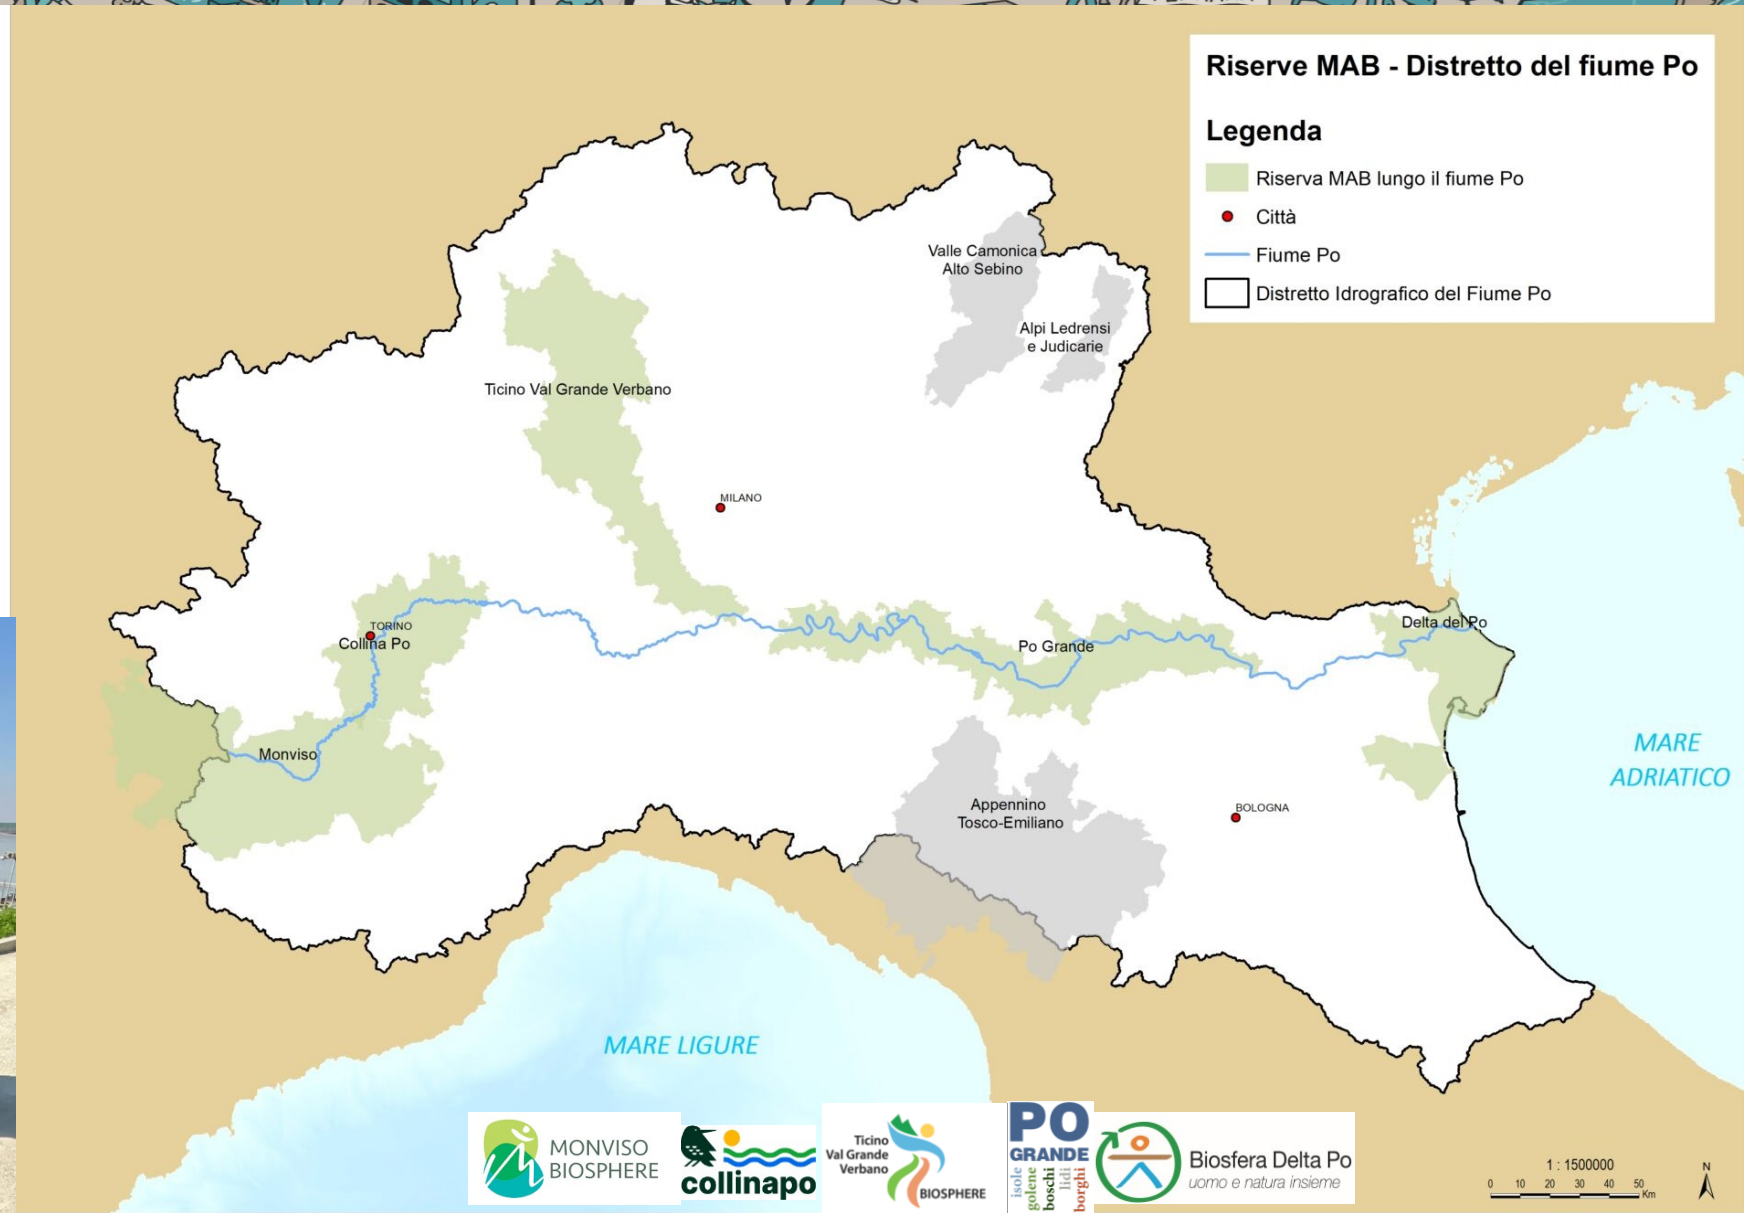 Riserve MAB - Distretto del fiume Po
Legenda
Riserva MAB lungo il fiume Po
Città
Fiume Po
Distretto Idrografico del Fiume Po
Valle Camonica
Alto Sebino
Alpi Ledrensi
e Judicarie
Ticino Val Grande Verbano
MILANO
TORINO
Collina Po
Delta del Po
Po Grande
Monviso
MARE
ADRIATICO
Appennino
Tosco-Emiliano
BOLOGNA
MARE LIGURE
MONVISO
BIOSPHERE
collinapo
Ticino
Val Grande
Verbano
BIOSPHERE
PO
GRANDE
isole
golene
boschi
lidi
borghi
Biosfera Delta Po
uomo e natura insieme
1 : 1500000
0 10 20 30 40 50
Km
N